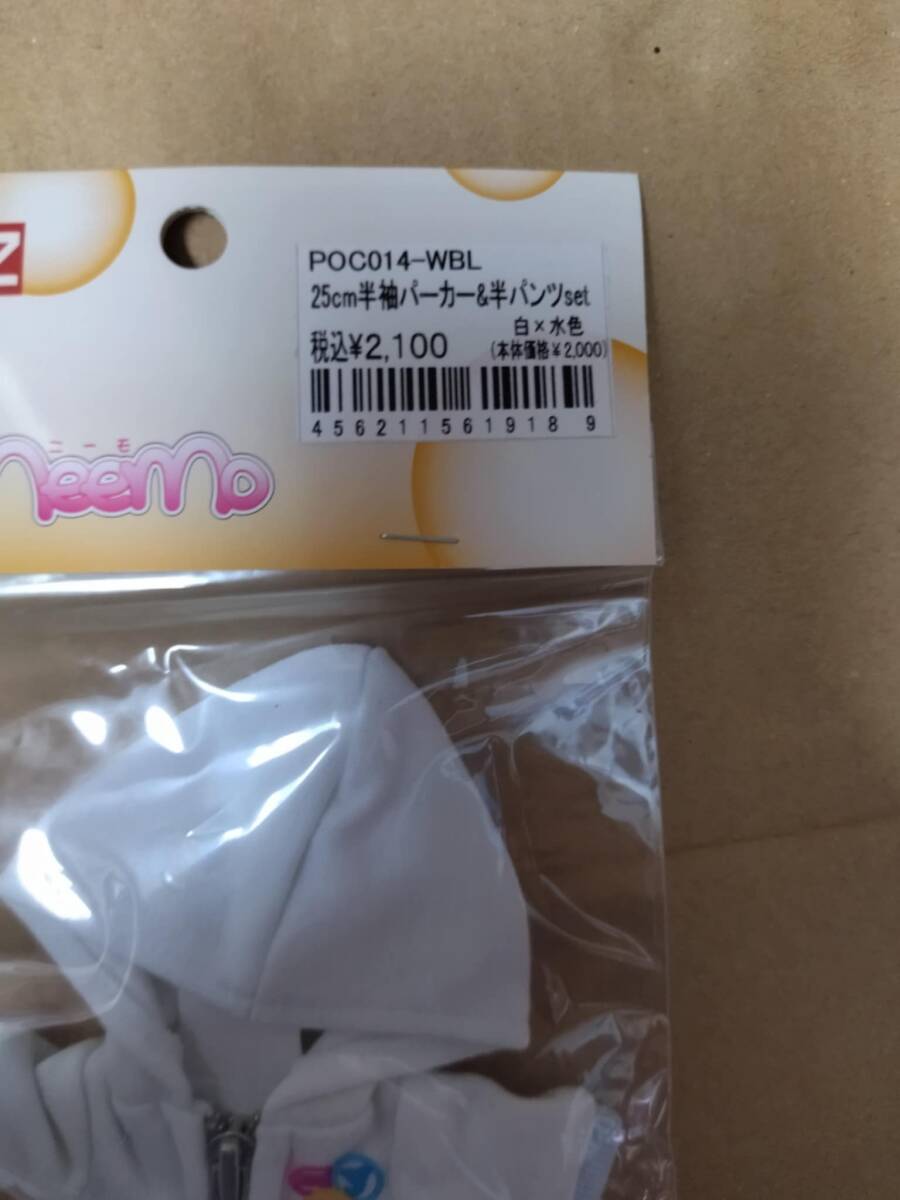 Z
POC014-WBL
25cm半袖パーカー&半パンツset
白×水色
税込¥2,100
(本体価格¥2,000)
4562115619189
ニーモ
neemo